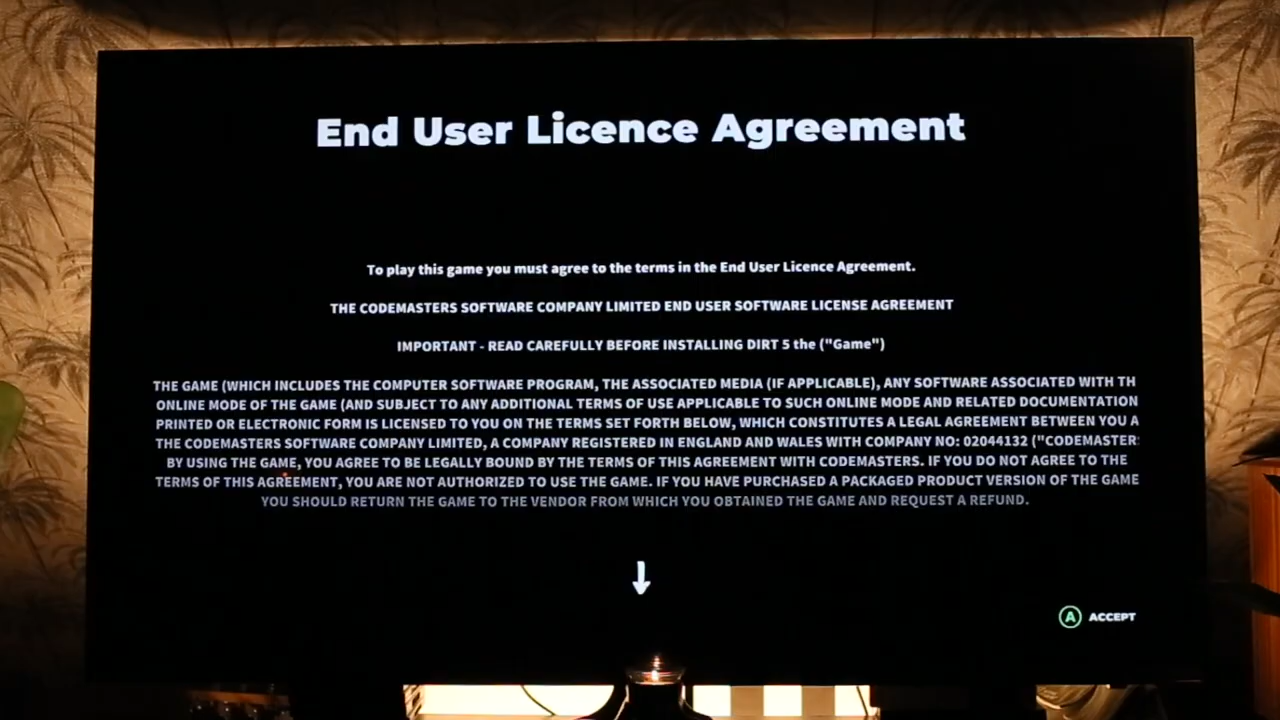 End User Licence Agreement
To play this game you must agree to the terms in the End User Licence Agreement.
THE CODEMASTERS SOFTWARE COMPANY LIMITED END USER SOFTWARE LICENSE AGREEMENT
IMPORTANT - READ CAREFULLY BEFORE INSTALLING DIRT 5 the ("Game")
THE GAME (WHICH INCLUDES THE COMPUTER SOFTWARE PROGRAM, THE ASSOCIATED MEDIA (IF APPLICABLE), ANY SOFTWARE ASSOCIATED WITH TH
ONLINE MODE OF THE GAME (AND SUBJECT TO ANY ADDITIONAL TERMS OF USE APPLICABLE TO SUCH ONLINE MODE AND RELATED DOCUMENTATION
PRINTED OR ELECTRONIC FORM IS LICENSED TO YOU ON THE TERMS SET FORTH BELOW, WHICH CONSTITUTES A LEGAL AGREEMENT BETWEEN YOU A
THE CODEMASTERS SOFTWARE COMPANY LIMITED, A COMPANY REGISTERED IN ENGLAND AND WALES WITH COMPANY NO: 02044132 ("CODEMASTER
BY USING THE GAME, YOU AGREE TO BE LEGALLY BOUND BY THE TERMS OF THIS AGREEMENT WITH CODEMASTERS. IF YOU DO NOT AGREE TO THE
TERMS OF THIS AGREEMENT, YOU ARE NOT AUTHORIZED TO USE THE GAME. IF YOU HAVE PURCHASED A PACKAGED PRODUCT VERSION OF THE GAME
YOU SHOULD RETURN THE GAME TO THE VENDOR FROM WHICH YOU OBTAINED THE GAME AND REQUEST A REFUND.
A ACCEPT